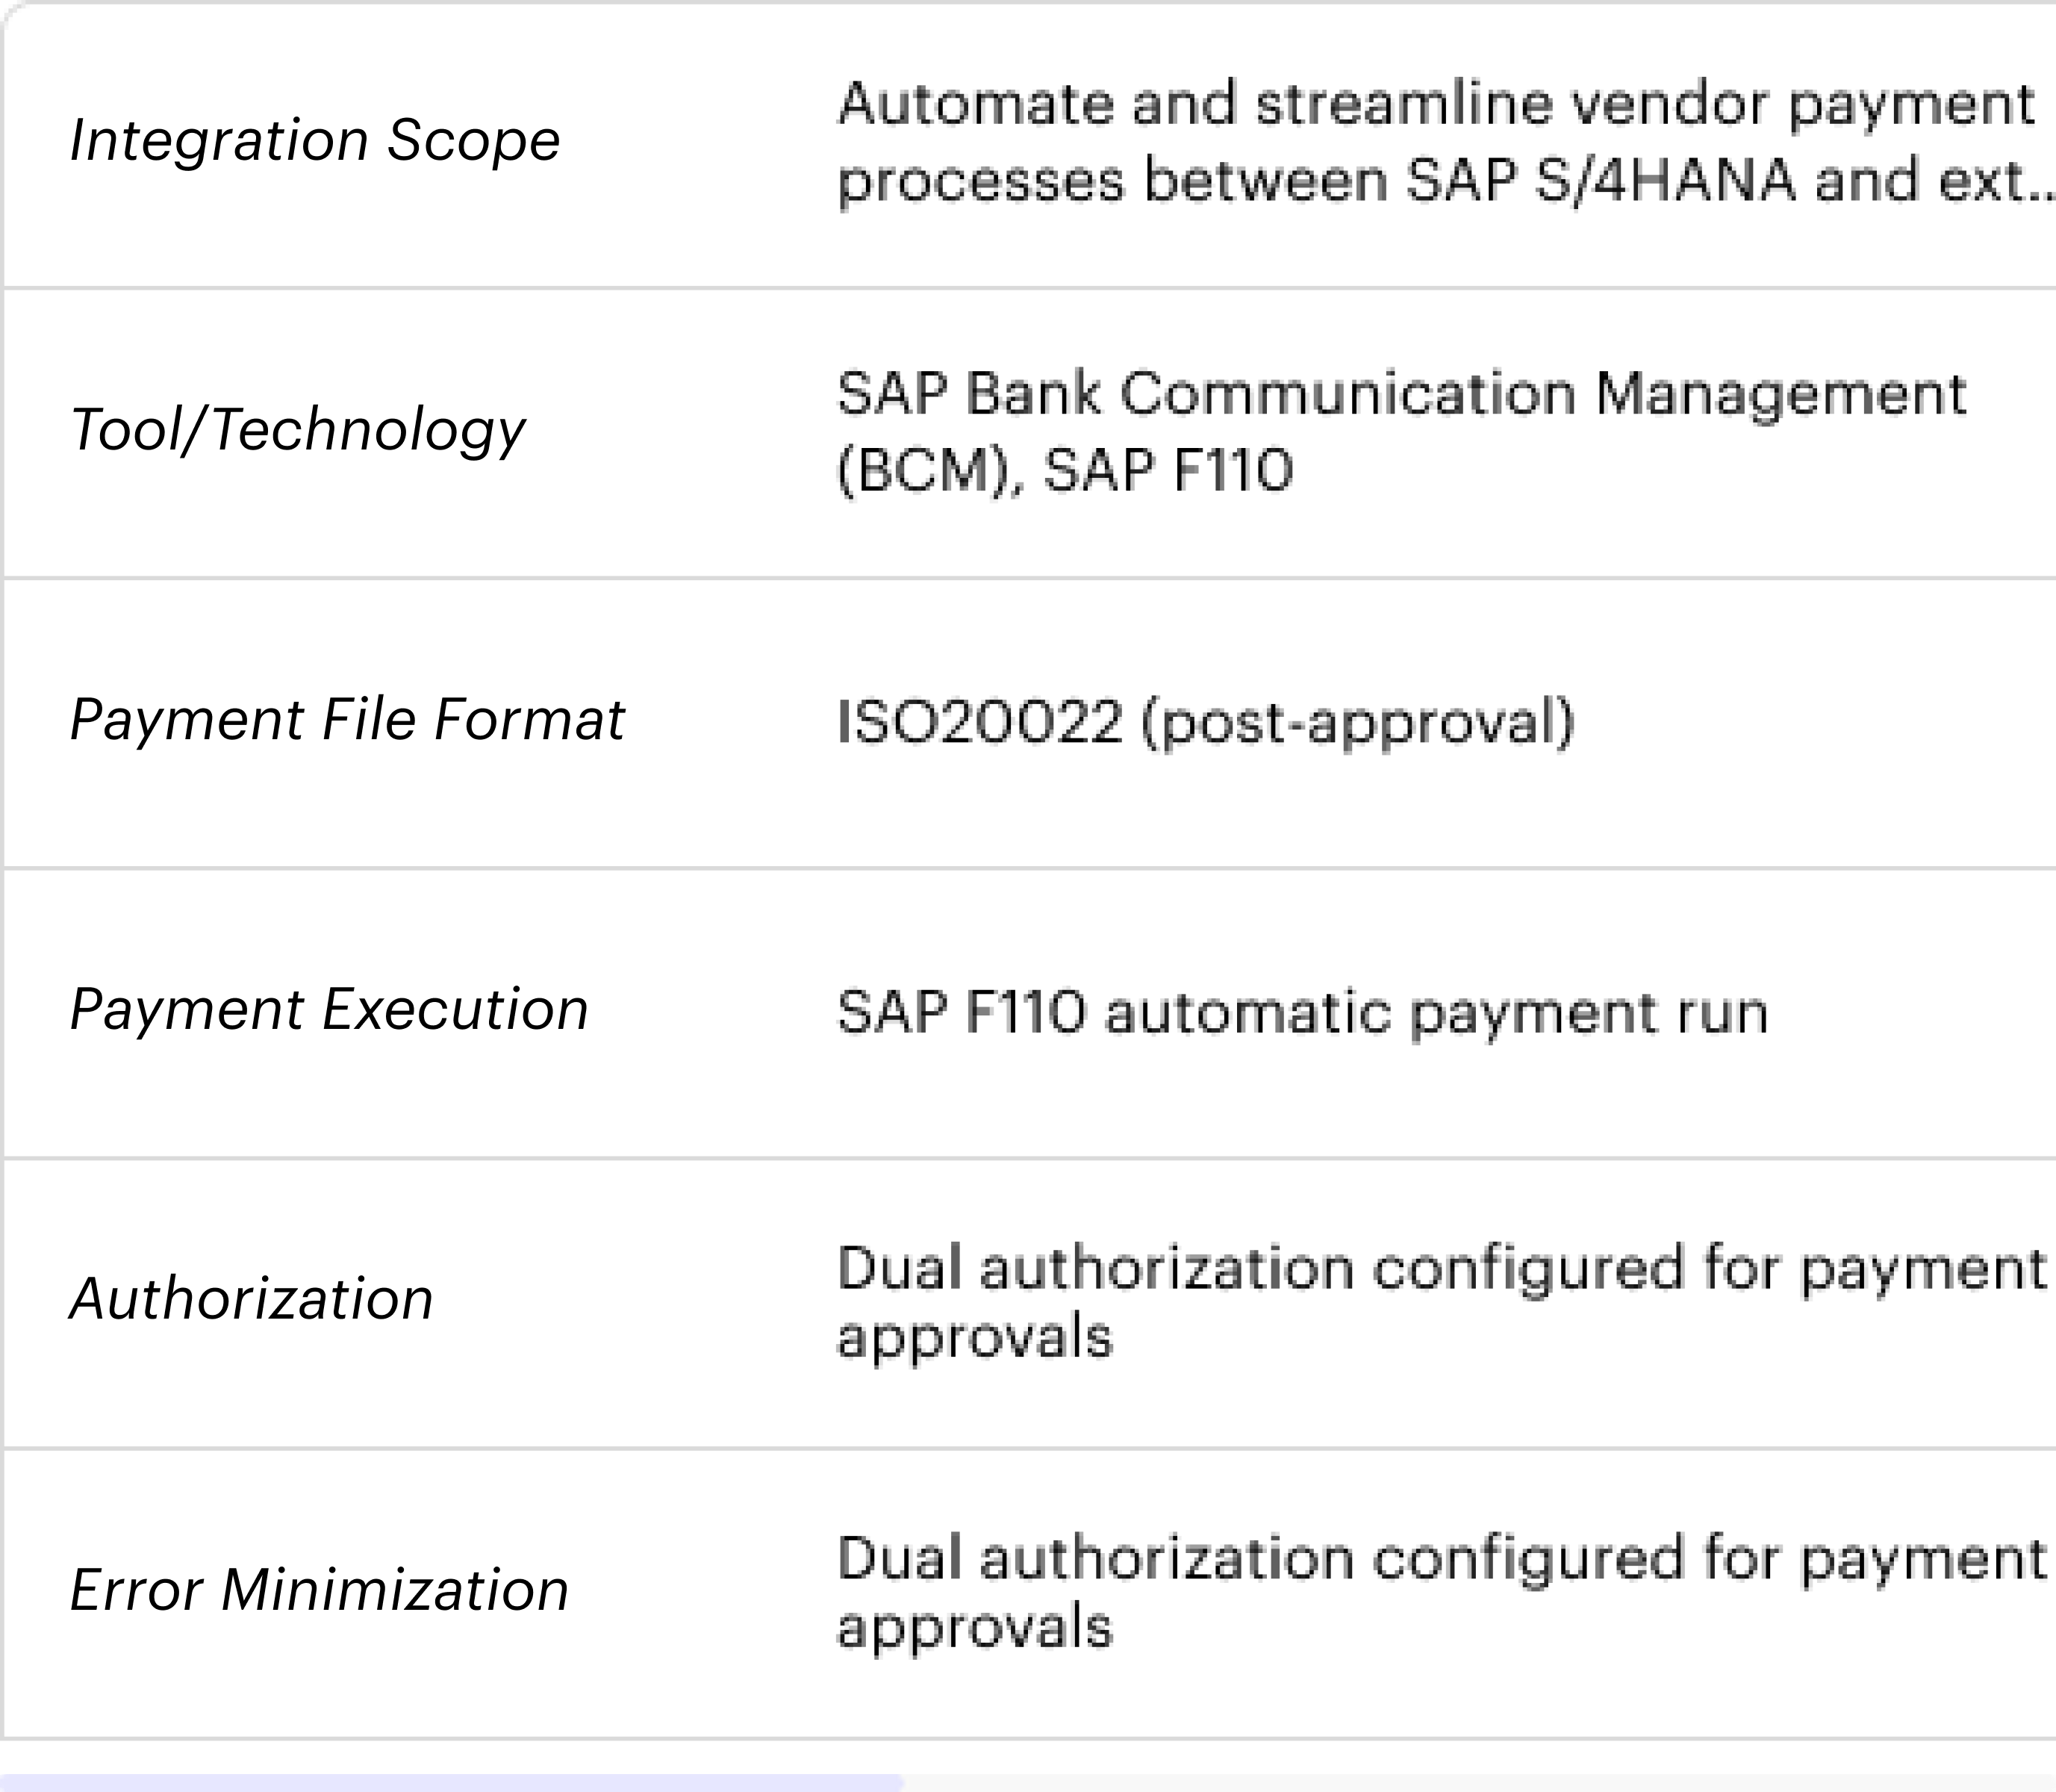 Integration Scope
Automate and streamline vendor payment
processes between SAP S/4HANA and ext...
Tool/Technology
SAP Bank Communication Management
(BCM), SAP F110
Payment File Format
ISO20022 (post-approval)
Payment Execution
SAP F110 automatic payment run
Authorization
Dual authorization configured for payment
approvals
Error Minimization
Dual authorization configured for payment
approvals